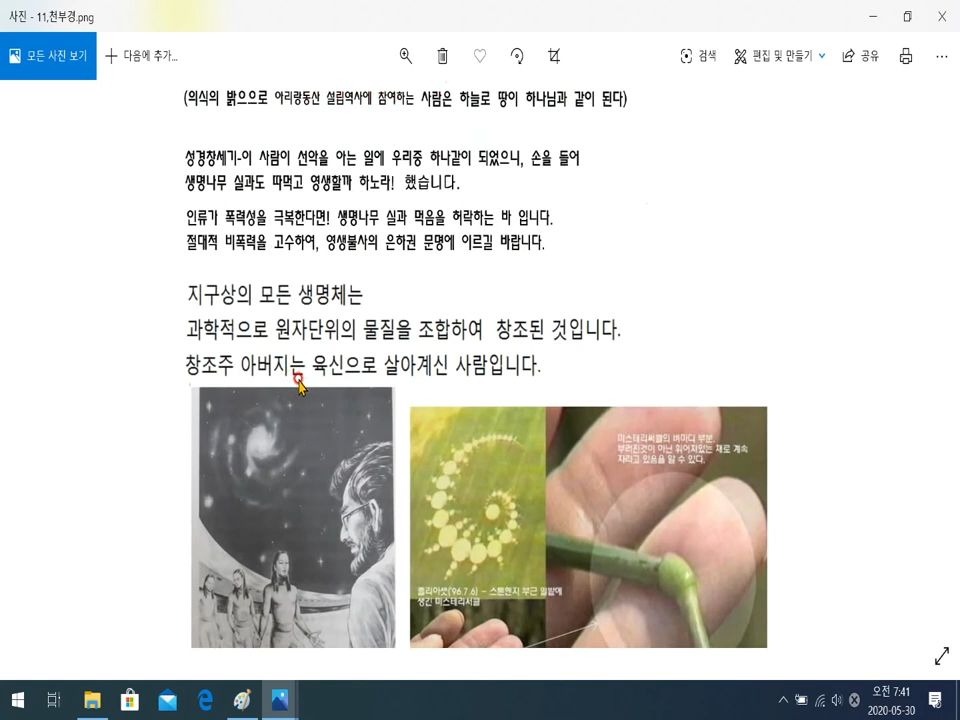 사진 - 11,천부경.png
모든 사진 보기
다음에 추가...
검색
편집 및 만들기
공유
(의식의 밝으으로 아리랑동산 설립역사에 참여하는 사람은 하늘로 땅이 하나님과 같이 된다)
성경창세기-이 사람이 선악을 아는 일에 우리중 하나같이 되었으니, 손을 들어
생명나무 실과도 따먹고 영생할까 하노라! 했습니다.
인류가 폭력성을 극복한다면! 생명나무 실과 먹음을 허락하는 바 입니다.
절대적 비폭력을 고수하여, 영생불사의 은하권 문명에 이르길 바랍니다.
지구상의 모든 생명체는
과학적으로 원자단위의 물질을 조합하여 창조된 것입니다.
창조주 아버지는 육신으로 살아계신 사람입니다.
미스테리써클의 벼마디 부분.
부러진것이 아닌 휘어져있는 채로 계속
자라고 있음을 알 수 있다.
쥴리아셋('96.7.6) - 스톤헨지 부근 밀밭에
생긴 미스테리서클
오전 7:41
2020-05-30